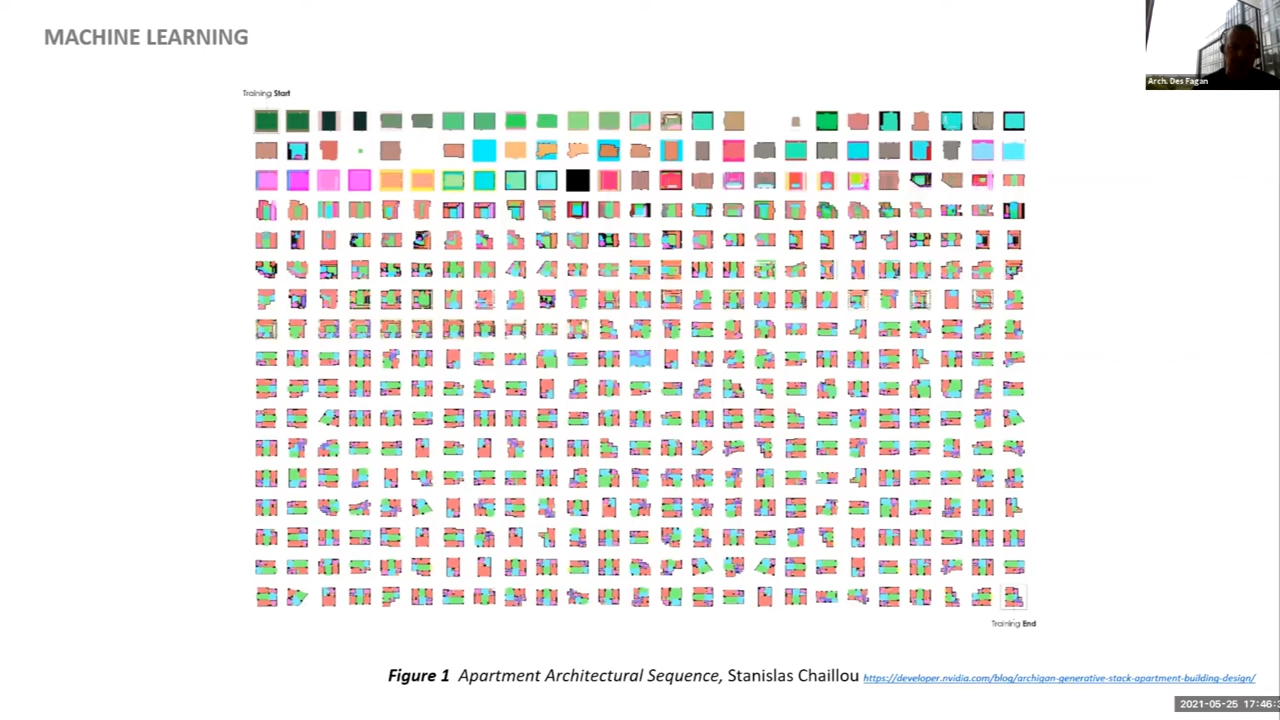 MACHINE LEARNING
Arch. Des Fagan
Training Start
Training End
Figure 1 Apartment Architectural Sequence, Stanislas Chaillou https://developer.nvidia.com/blog/archigan-generative-stack-apartment-building-design/
2021-05-25 17:46: